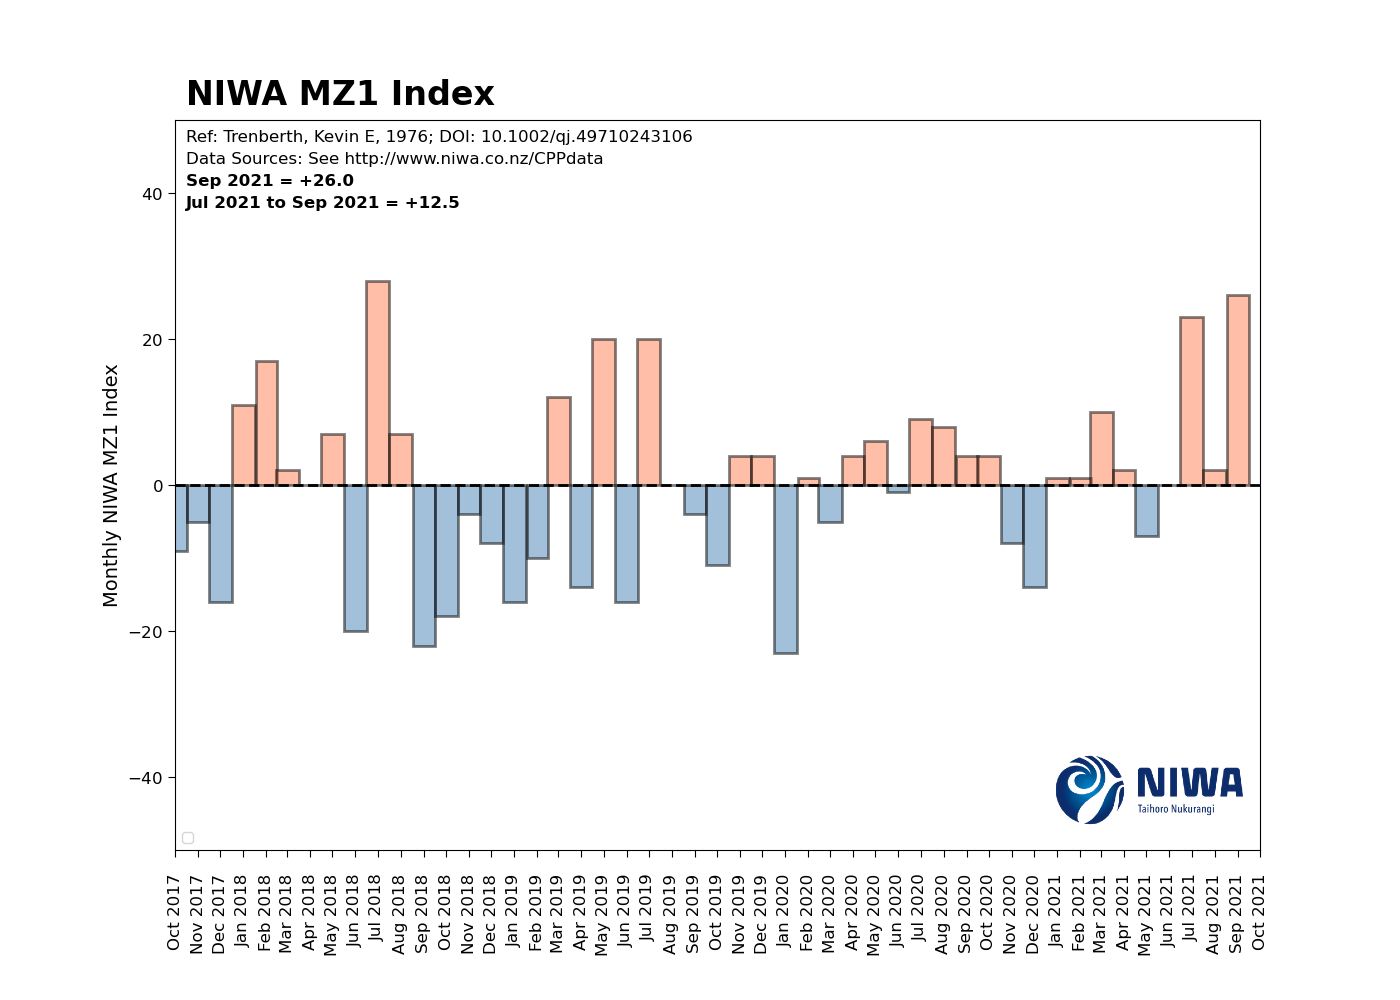 NIWA MZ1 Index
Ref: Trenberth, Kevin E, 1976; DOI: 10.1002/qj.49710243106
Data Sources: See http://www.niwa.co.nz/CPPdata
Sep 2021 = +26.0
Jul 2021 to Sep 2021 = +12.5
Monthly NIWA MZ1 Index
40
20
0
−20
−40
NIWA
Taihoro Nukurangi
Oct 2017
Nov 2017
Dec 2017
Jan 2018
Feb 2018
Mar 2018
Apr 2018
May 2018
Jun 2018
Jul 2018
Aug 2018
Sep 2018
Oct 2018
Nov 2018
Dec 2018
Jan 2019
Feb 2019
Mar 2019
Apr 2019
May 2019
Jun 2019
Jul 2019
Aug 2019
Sep 2019
Oct 2019
Nov 2019
Dec 2019
Jan 2020
Feb 2020
Mar 2020
Apr 2020
May 2020
Jun 2020
Jul 2020
Aug 2020
Sep 2020
Oct 2020
Nov 2020
Dec 2020
Jan 2021
Feb 2021
Mar 2021
Apr 2021
May 2021
Jun 2021
Jul 2021
Aug 2021
Sep 2021
Oct 2021